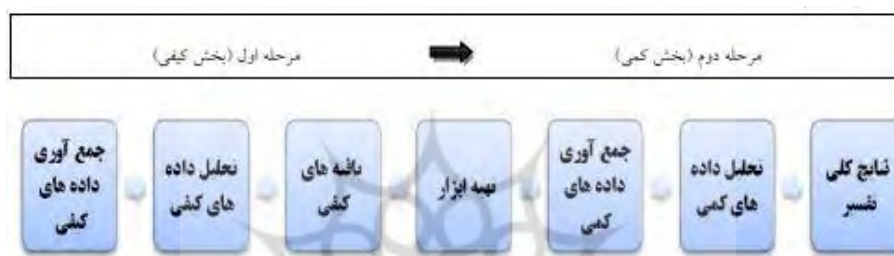 مرحله اول (بخش کیفی)
مرحله دوم (بخش کمی)
جمع آوری
داده های
کیفی
تحلیل داده
های کیفی
یافته های
کیفی
تهیه ابزار
جمع آوری
داده های
کمی
تحلیل داده
های کمی
نتایج کلی
تفسر